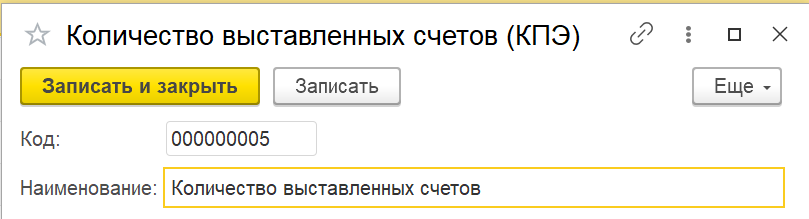 Количество выставленных счетов (КПЭ)
Записать и закрыть Записать Еще
Код: 000000005
Наименование: Количество выставленных счетов